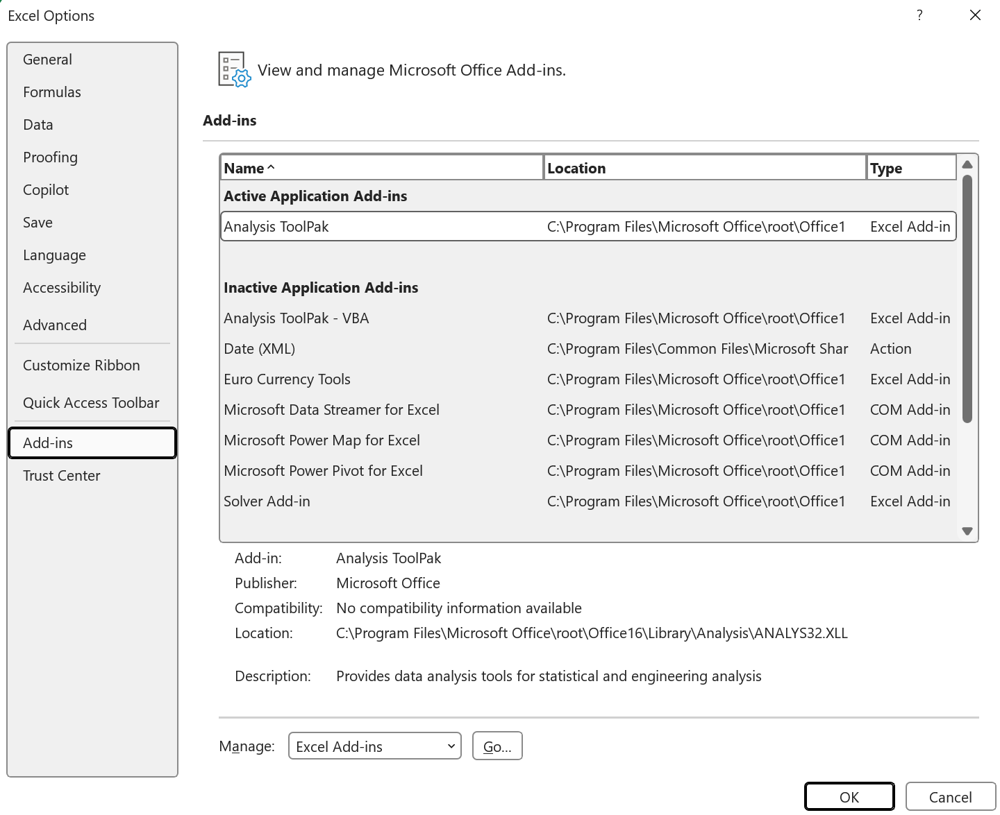 Excel Options
?
General
Formulas
Data
Proofing
Copilot
Save
Language
Accessibility
Advanced
Customize Ribbon
Quick Access Toolbar
Add-ins
Trust Center
View and manage Microsoft Office Add-ins.
Add-ins
Name Location Type
Active Application Add-ins
Analysis ToolPak C:\Program Files\Microsoft Office\root\Office1 Excel Add-in
Inactive Application Add-ins
Analysis ToolPak - VBA C:\Program Files\Microsoft Office\root\Office1 Excel Add-in
Date (XML) C:\Program Files\Common Files\Microsoft Shar Action
Euro Currency Tools C:\Program Files\Microsoft Office\root\Office1 Excel Add-in
Microsoft Data Streamer for Excel C:\Program Files\Microsoft Office\root\Office1 COM Add-in
Microsoft Power Map for Excel C:\Program Files\Microsoft Office\root\Office1 COM Add-in
Microsoft Power Pivot for Excel C:\Program Files\Microsoft Office\root\Office1 COM Add-in
Solver Add-in C:\Program Files\Microsoft Office\root\Office1 Excel Add-in
Add-in: Analysis ToolPak
Publisher: Microsoft Office
Compatibility: No compatibility information available
Location: C:\Program Files\Microsoft Office\root\Office16\Library\Analysis\ANALYS32.XLL
Description: Provides data analysis tools for statistical and engineering analysis
Manage: Excel Add-ins Go...
OK Cancel